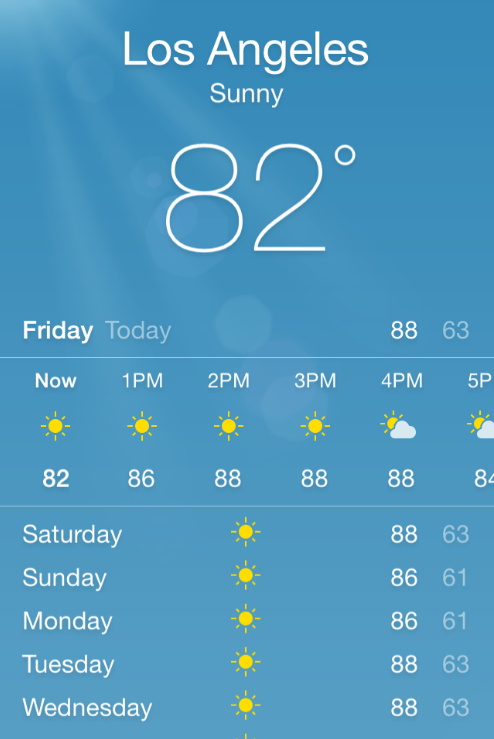 Los Angeles
Sunny
82°
Friday Today 88 63
Now 1PM 2PM 3PM 4PM 5P
82 86 88 88 88 84
Saturday 88 63
Sunday 86 61
Monday 86 61
Tuesday 88 63
Wednesday 88 63